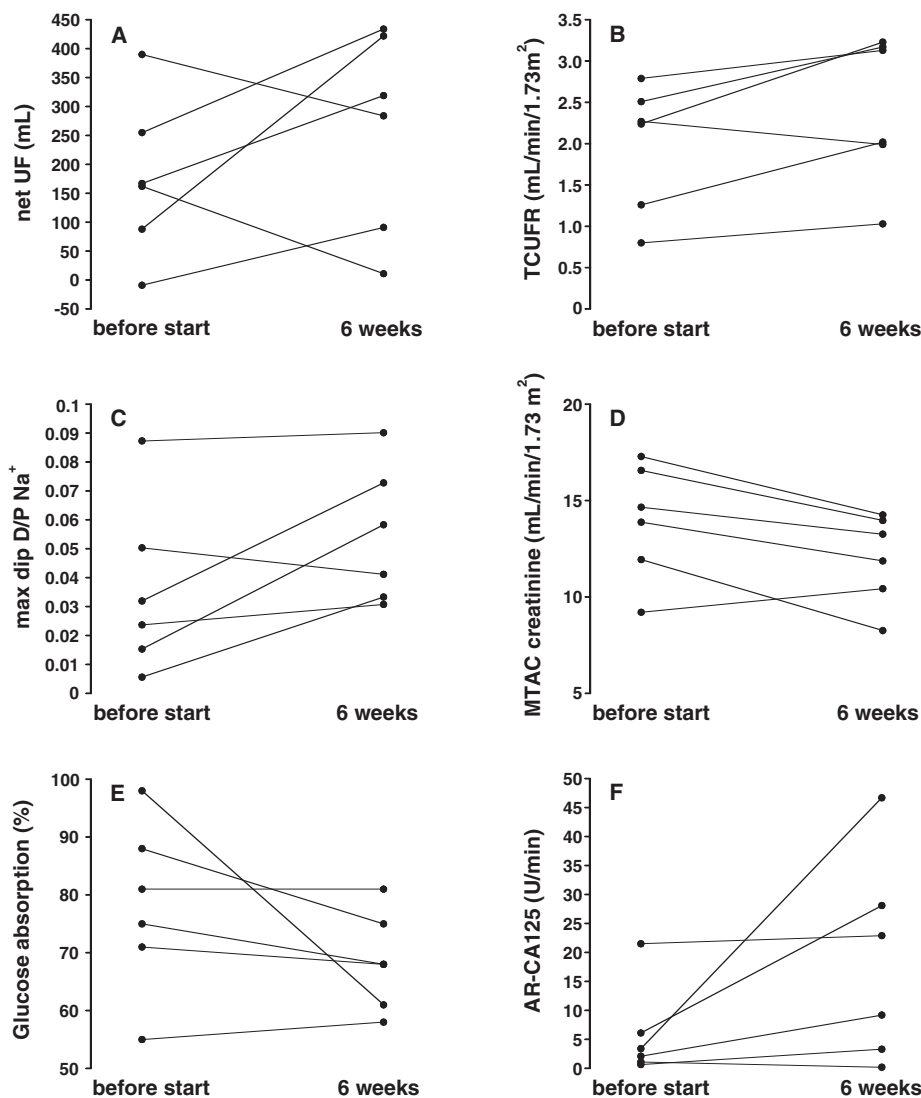 A
net UF (mL)
450
400
350
300
250
200
150
100
50
0
-50
before start 6 weeks
B
TCUFR (mL/min/1.73m²)
3.5
3.0
2.5
2.0
1.5
1.0
0.5
0
before start 6 weeks
C
max dip D/P Na⁺
0.1
0.09
0.08
0.07
0.06
0.05
0.04
0.03
0.02
0.01
0
before start 6 weeks
D
MTAC creatinine (mL/min/1.73 m²)
20
15
10
5
before start 6 weeks
E
Glucose absorption (%)
100
90
80
70
60
50
before start 6 weeks
F
AR-CA125 (U/min)
50
45
40
35
30
25
20
15
10
5
0
before start 6 weeks